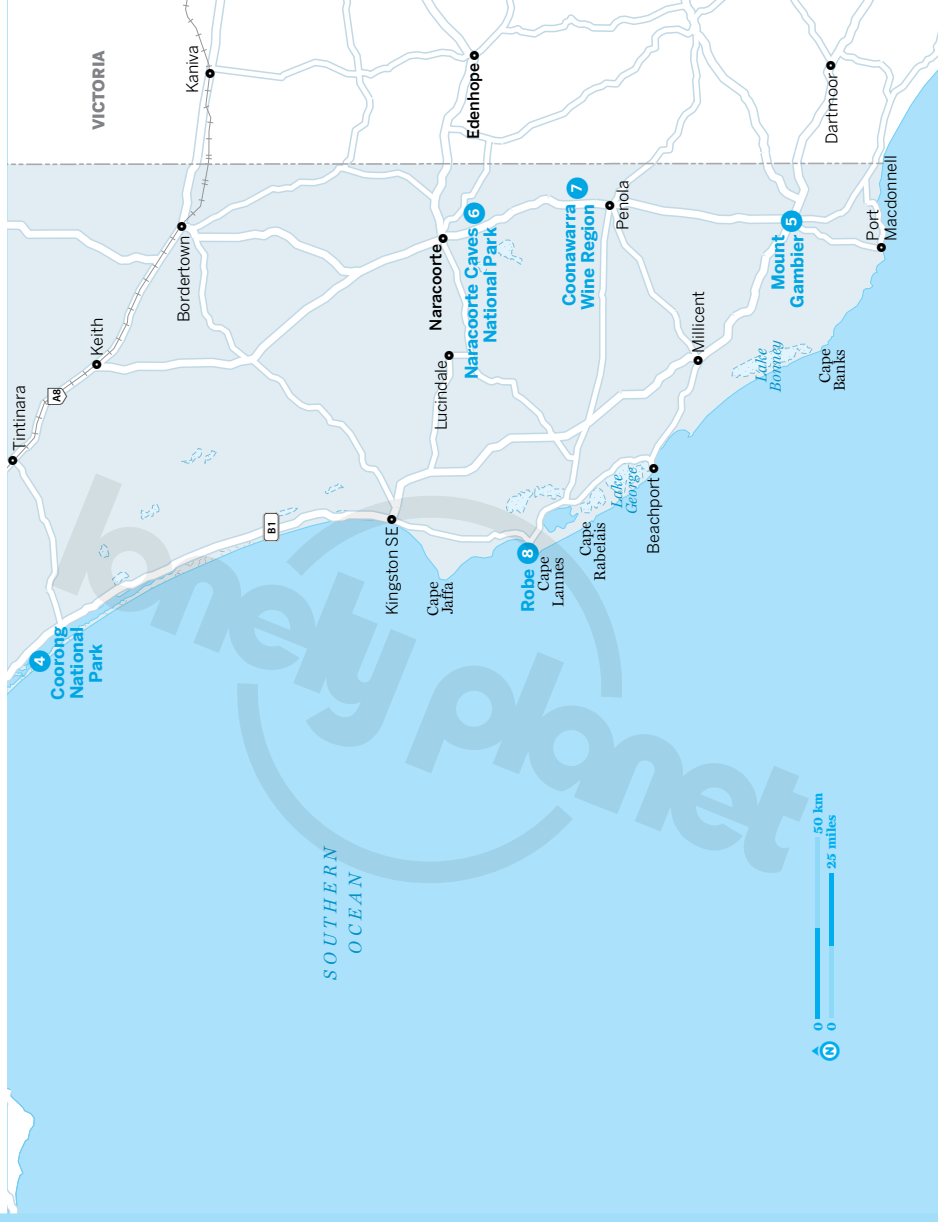 VICTORIA
Kaniva
Edenhope
Dartmoor
Bordertown
Naracoorte
6
Naracoorte Caves
National Park
7
Coonawarra
Wine Region
Penola
5
Mount
Gambier
Port
Macdonnell
Tintinara
A8
Keith
Lucindale
Millicent
Lake
Bonney
Cape
Banks
B1
Kingston SE
Cape
Jaffa
8
Robe
Cape
Lannes
Cape
Rabelais
Lake
George
Beachport
4
Coorong
National
Park
lonely planet
SOUTHERN
OCEAN
N
0
50 km
0
25 miles